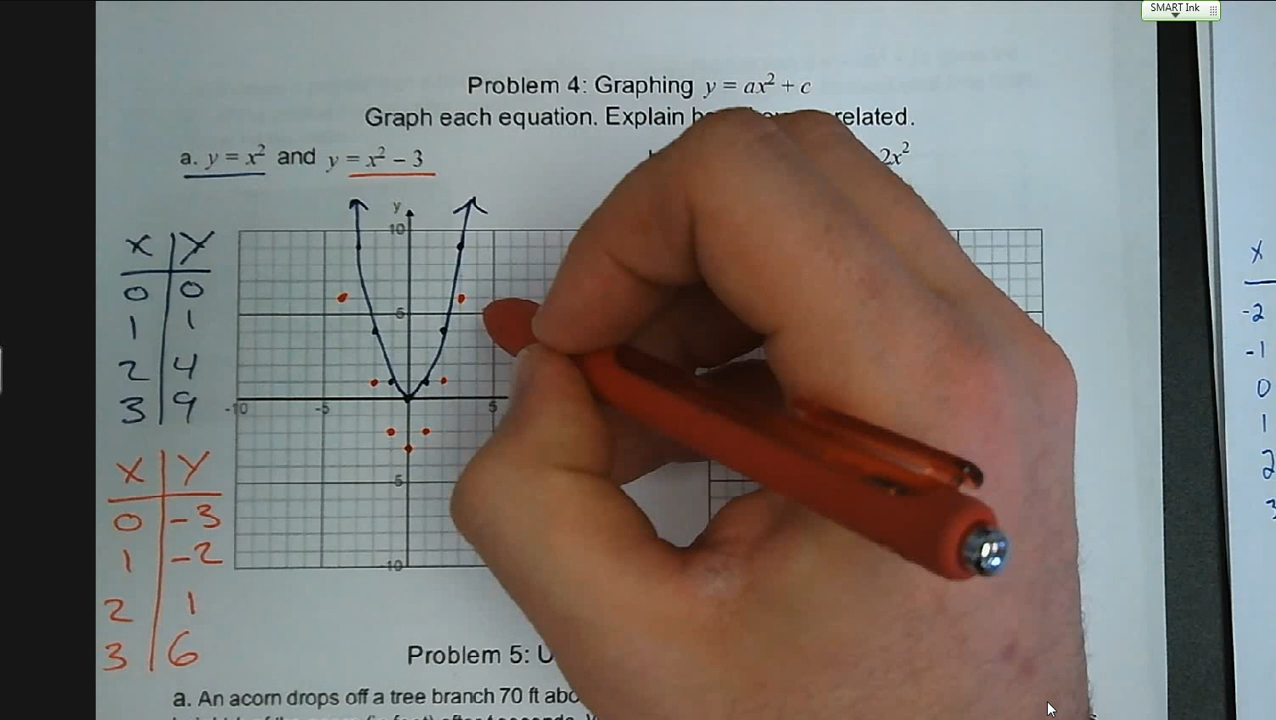 SMART Ink
Problem 4: Graphing y = ax² + c
Graph each equation. Explain related.
a. y = x² and y = x² − 3
2x²
y
10
5
-10 -5 5
5
10
X Y
0 0
1 1
2 4
3 9
X Y
0 -3
1 -2
2 1
3 6
X
-2
-1
0
1
2
Problem 5:
a. An acorn drops off a tree branch 70 ft